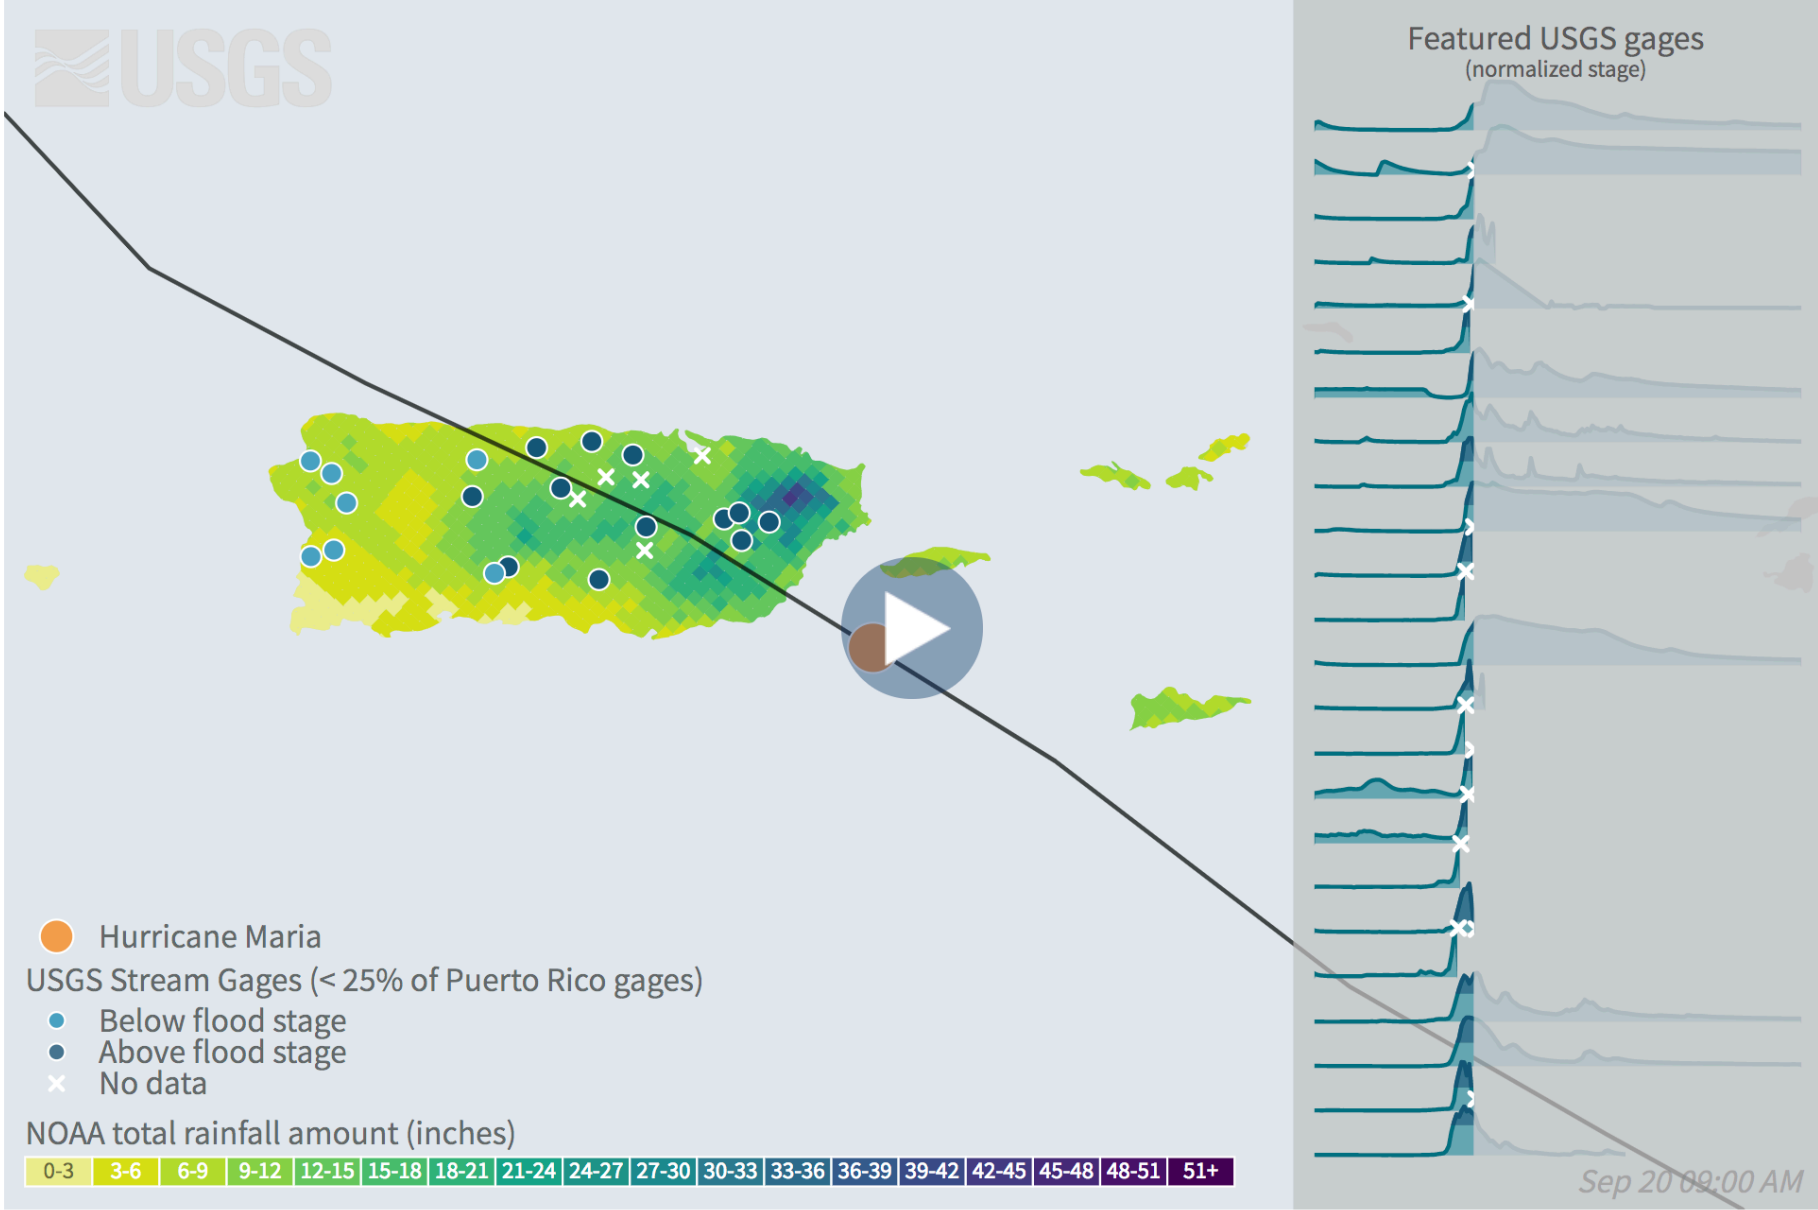 USGS
Featured USGS gages
(normalized stage)
Hurricane Maria
USGS Stream Gages (< 25% of Puerto Rico gages)
Below flood stage
Above flood stage
No data
NOAA total rainfall amount (inches)
0-3 3-6 6-9 9-12 12-15 15-18 18-21 21-24 24-27 27-30 30-33 33-36 36-39 39-42 42-45 45-48 48-51 51+
Sep 20 09:00 AM